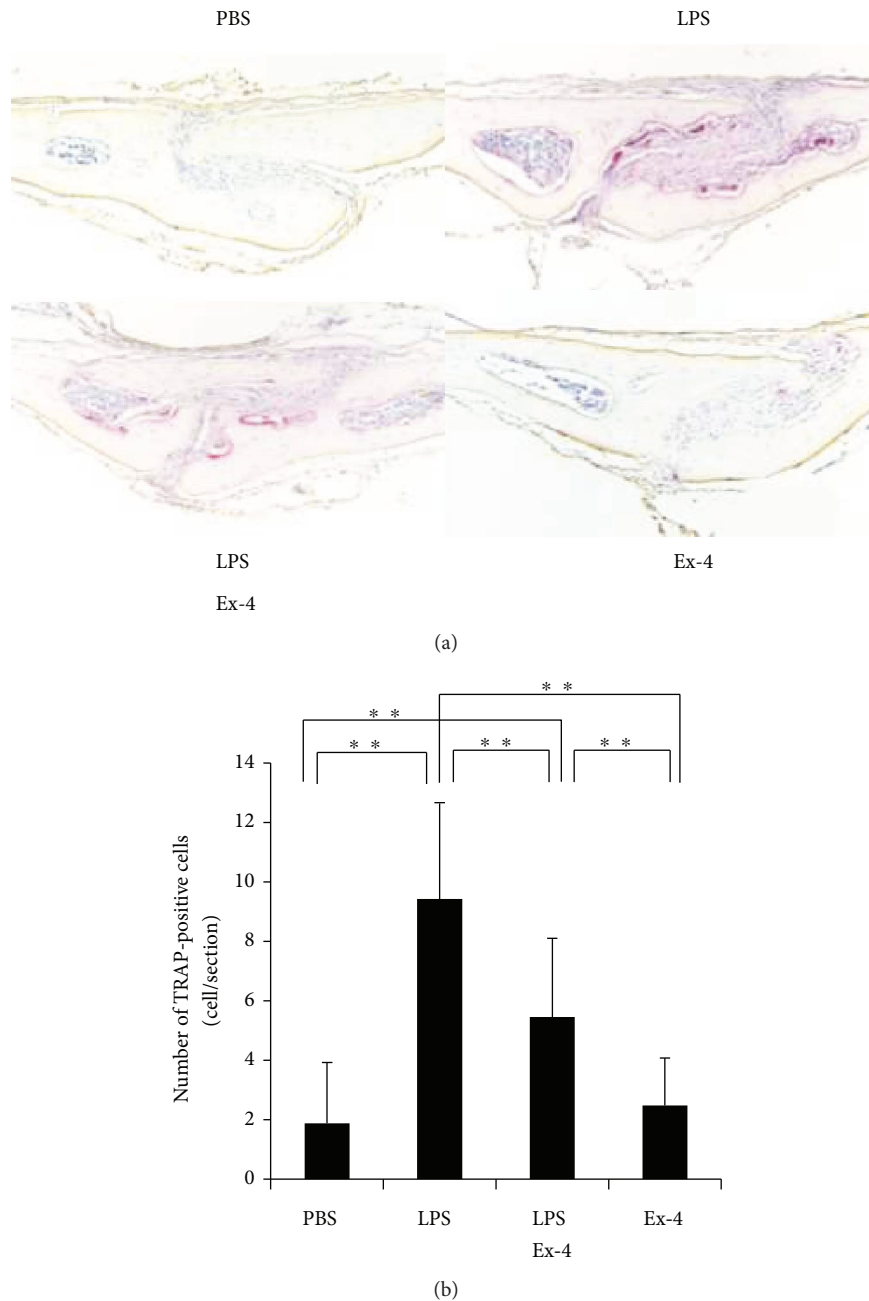 PBS
LPS
LPS
Ex-4
Ex-4
(a)
* *
* *
* *
* *
* *
14
12
10
8
6
4
2
0
Number of TRAP-positive cells
(cell/section)
PBS
LPS
LPS
Ex-4
Ex-4
(b)